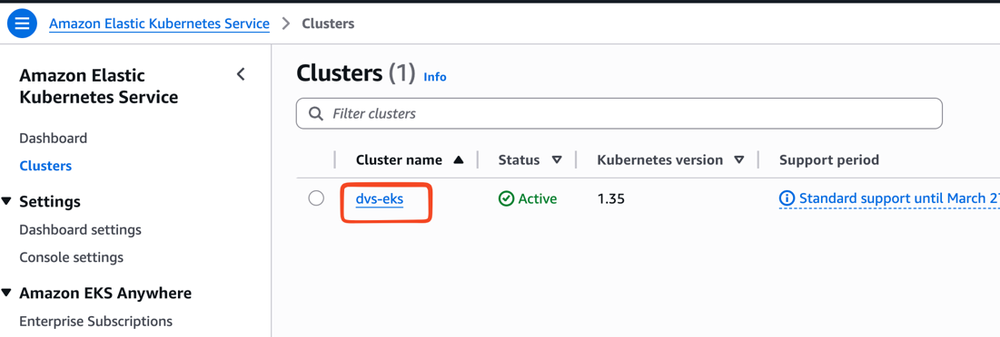 Amazon Elastic Kubernetes Service > Clusters
Amazon Elastic
Kubernetes Service
Dashboard
Clusters
Settings
Dashboard settings
Console settings
Amazon EKS Anywhere
Enterprise Subscriptions
Clusters (1) Info
Filter clusters
Cluster name Status Kubernetes version Support period
dvs-eks Active 1.35 Standard support until March